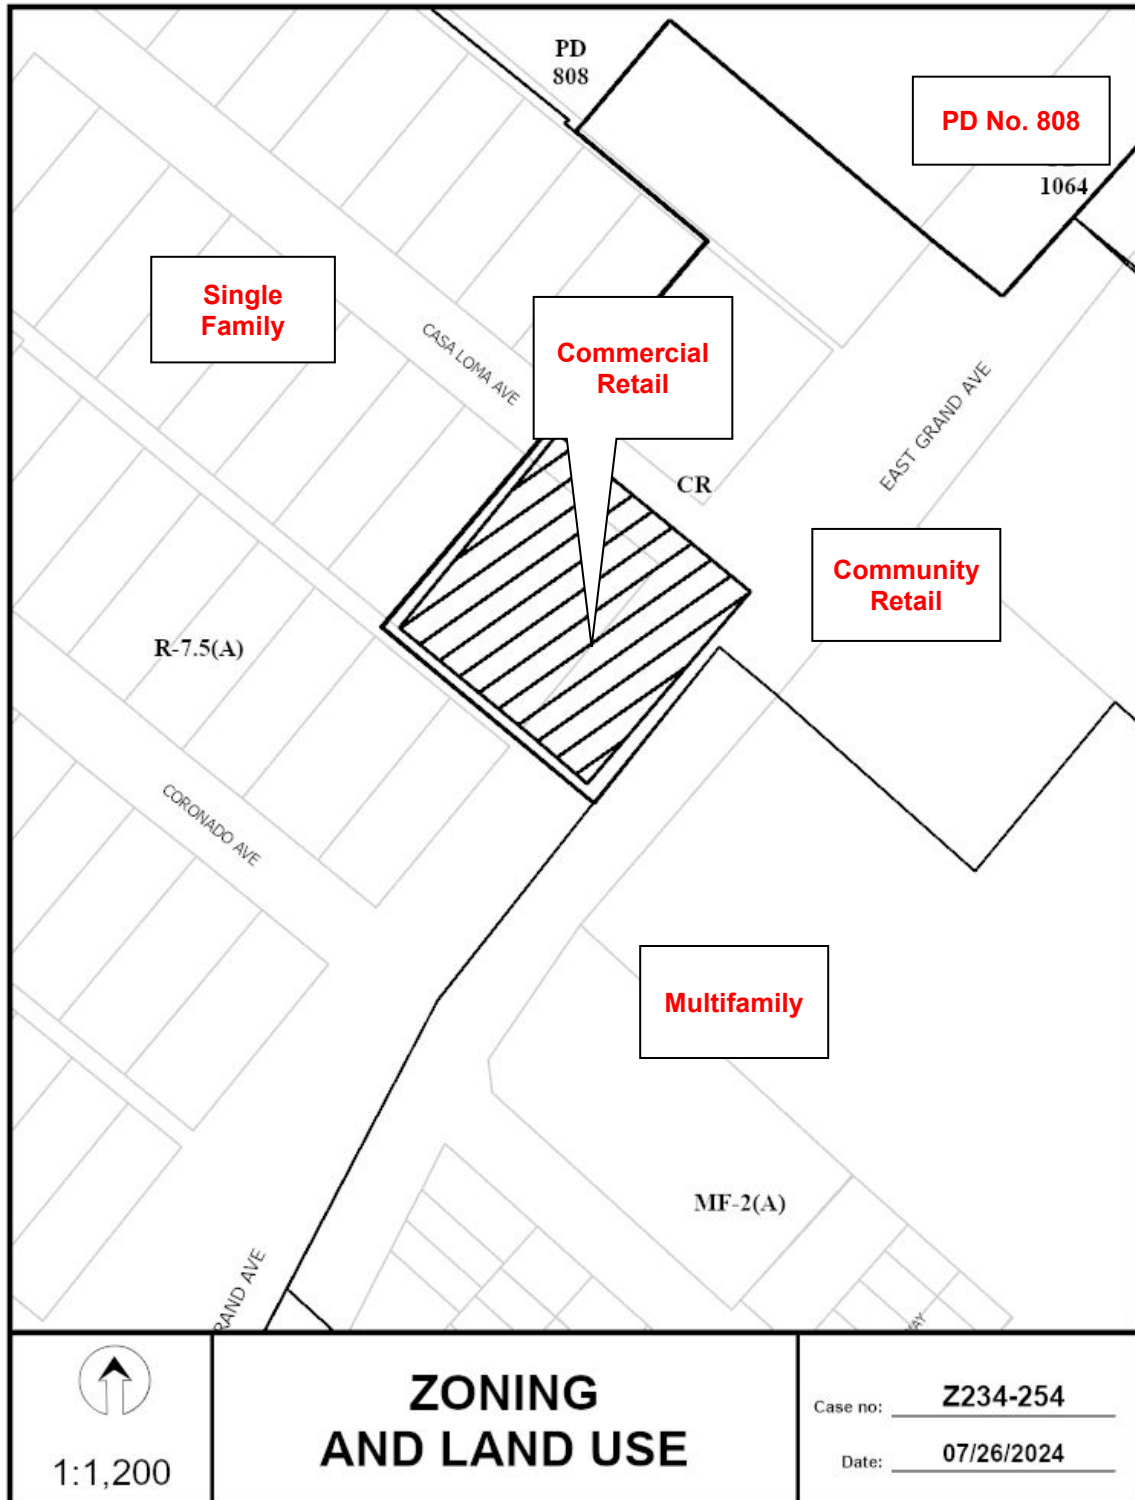 PD
808
PD No. 808
1064
Single
Family
CASA LOMA AVE
Commercial
Retail
EAST GRAND AVE
CR
Community
Retail
R-7.5(A)
CORONADO AVE
Multifamily
MF-2(A)
RAND AVE
1:1,200
ZONING
AND LAND USE
Case no: Z234-254
Date: 07/26/2024